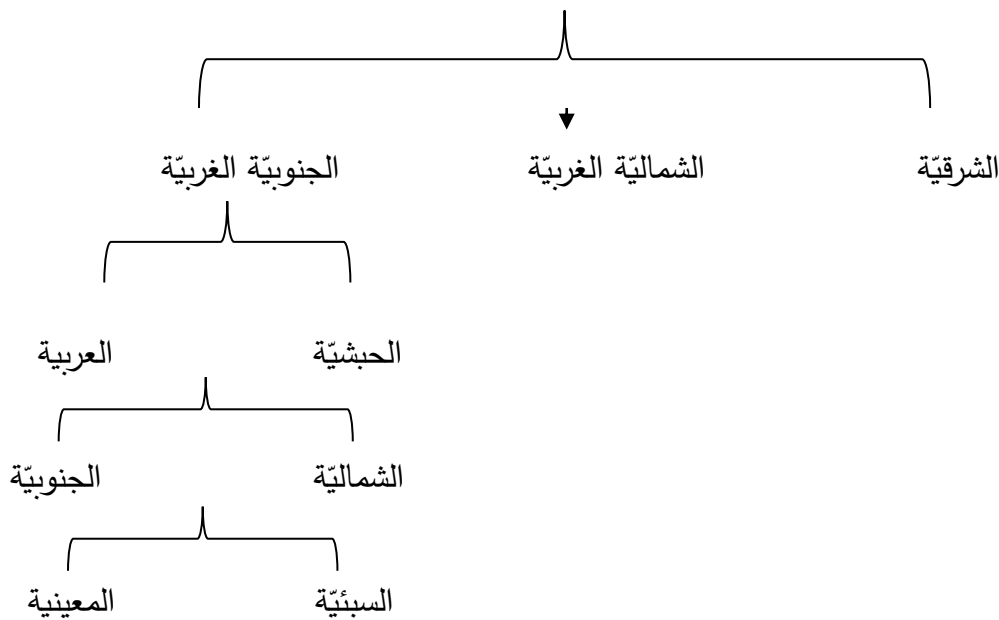 الشرقيّة الشماليّة الغربيّة الجنوبيّة الغربيّة
الحبشيّة العربية
الشماليّة الجنوبيّة
السبئيّة المعينية